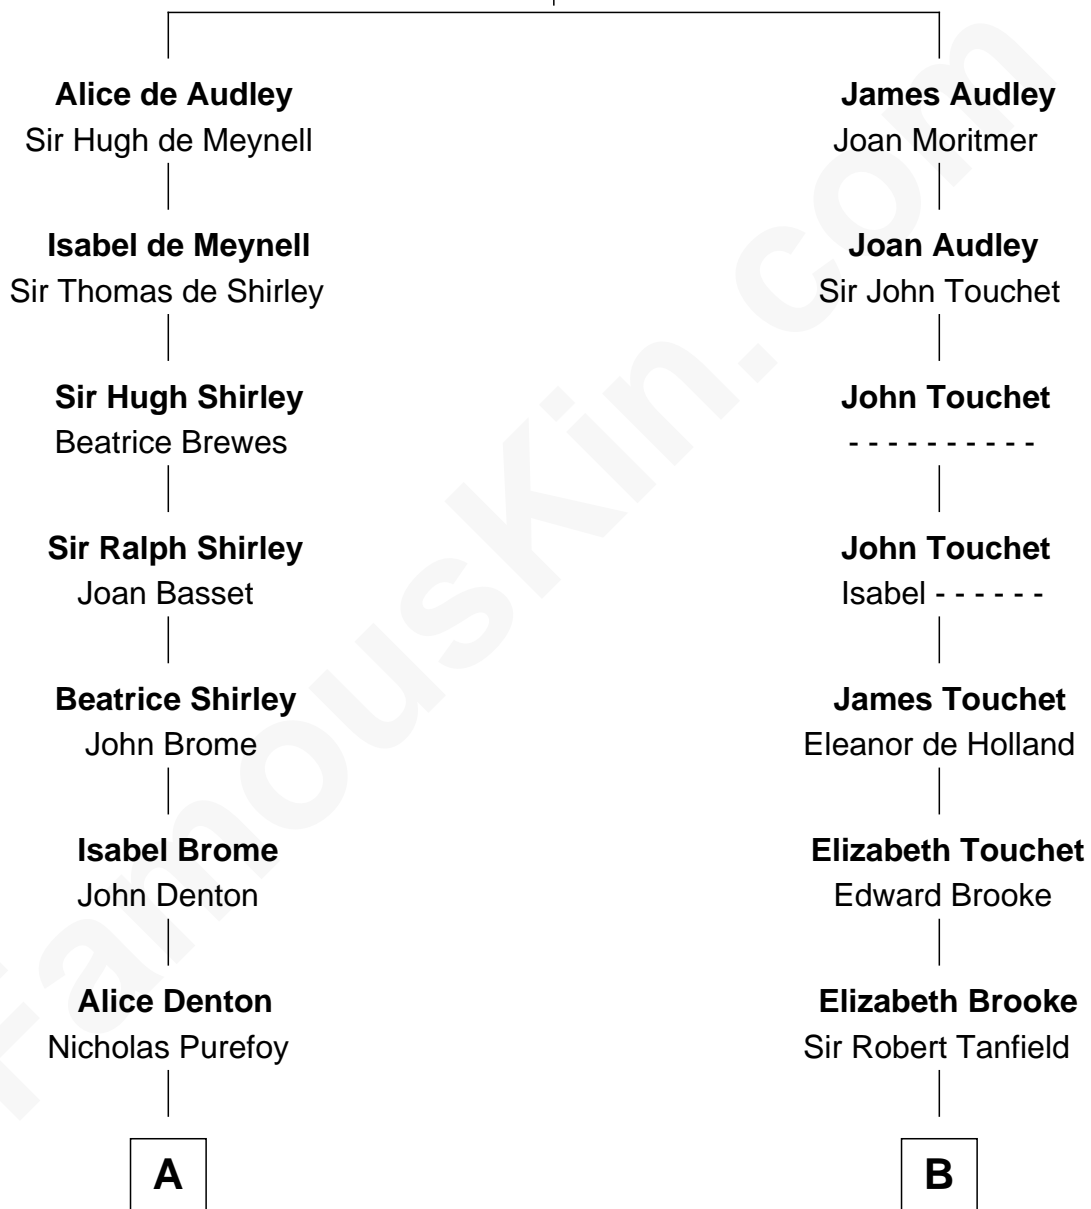 Alice de Audley
Sir Hugh de Meynell
Isabel de Meynell
Sir Thomas de Shirley
Sir Hugh Shirley
Beatrice Brewes
Sir Ralph Shirley
Joan Basset
Beatrice Shirley
John Brome
Isabel Brome
John Denton
Alice Denton
Nicholas Purefoy
A
James Audley
Joan Moritmer
Joan Audley
Sir John Touchet
John Touchet
- - - - - - - - - -
John Touchet
Isabel - - - - - -
James Touchet
Eleanor de Holland
Elizabeth Touchet
Edward Brooke
Elizabeth Brooke
Sir Robert Tanfield
B
FamousKin.com